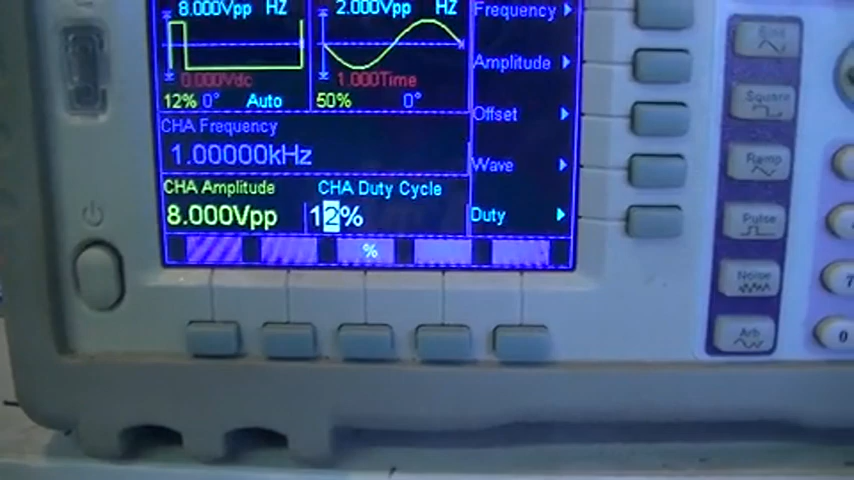 8.000Vpp HZ 2.000Vpp HZ
0.000Vdc 1.000Time
12% 0° Auto 50% 0°
CHA Frequency
1.00000kHz
CHA Amplitude CHA Duty Cycle
8.000Vpp 12%
%
Frequency
Amplitude
Offset
Wave
Duty
Sine
Square
Ramp
Pulse
Noise
Arb
7
0